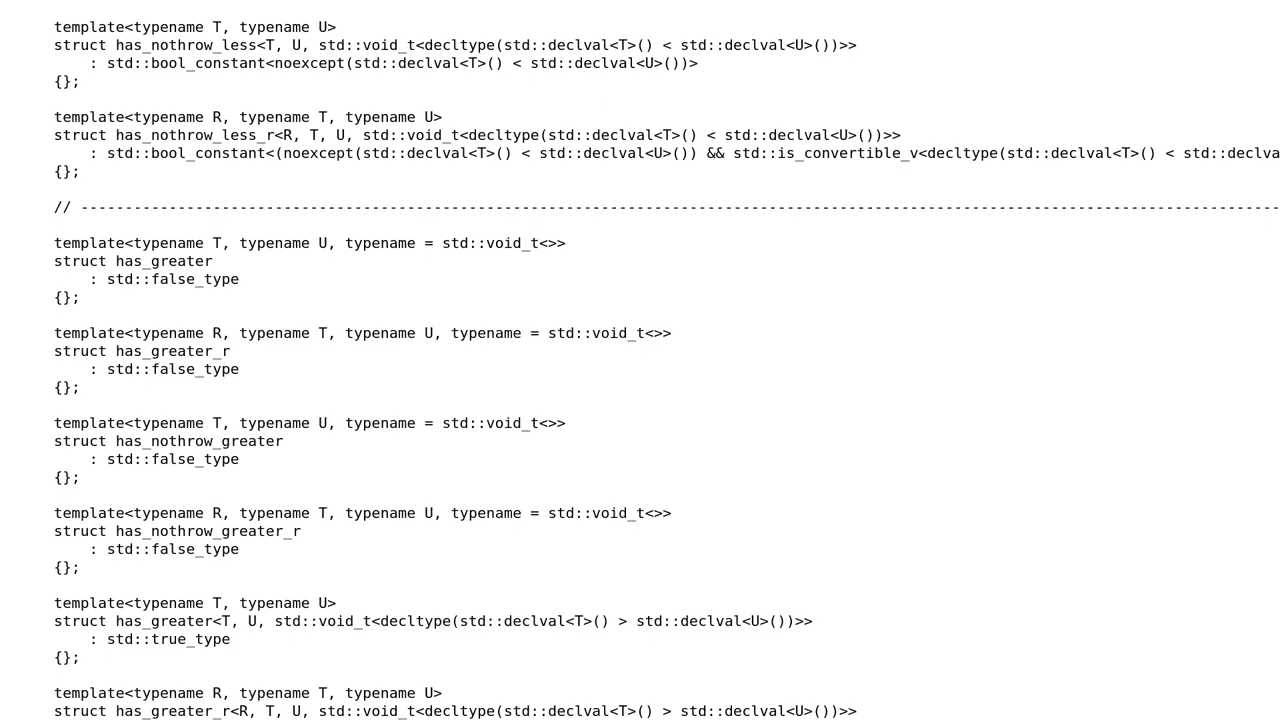 template<typename T, typename U>
struct has_nothrow_less<T, U, std::void_t<decltype(std::declval<T>() < std::declval<U>())>>
    : std::bool_constant<noexcept(std::declval<T>() < std::declval<U>())>
{};

template<typename R, typename T, typename U>
struct has_nothrow_less_r<R, T, U, std::void_t<decltype(std::declval<T>() < std::declval<U>())>>
    : std::bool_constant<(noexcept(std::declval<T>() < std::declval<U>()) && std::is_convertible_v<decltype(std::declval<T>() < std::declva
{};

// ----------------------------------------------------------------------------------------------------------------------------------------

template<typename T, typename U, typename = std::void_t<>>
struct has_greater
    : std::false_type
{};

template<typename R, typename T, typename U, typename = std::void_t<>>
struct has_greater_r
    : std::false_type
{};

template<typename T, typename U, typename = std::void_t<>>
struct has_nothrow_greater
    : std::false_type
{};

template<typename R, typename T, typename U, typename = std::void_t<>>
struct has_nothrow_greater_r
    : std::false_type
{};

template<typename T, typename U>
struct has_greater<T, U, std::void_t<decltype(std::declval<T>() > std::declval<U>())>>
    : std::true_type
{};

template<typename R, typename T, typename U>
struct has_greater_r<R, T, U, std::void_t<decltype(std::declval<T>() > std::declval<U>())>>